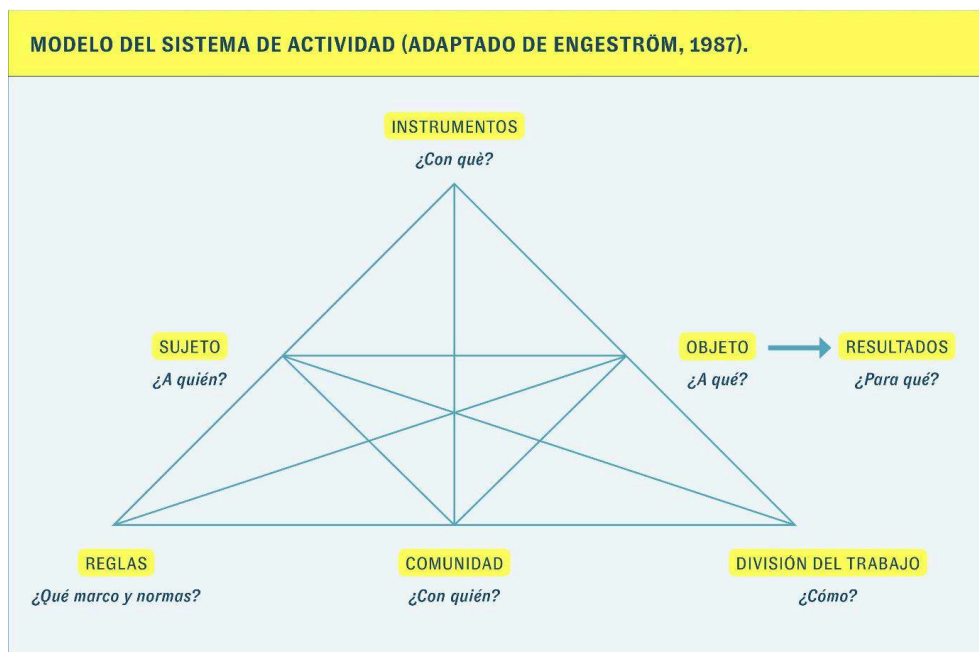 MODELO DEL SISTEMA DE ACTIVIDAD (ADAPTADO DE ENGESTRÖM, 1987).
INSTRUMENTOS
¿Con què?
SUJETO
¿A quién?
OBJETO
¿A qué?
RESULTADOS
¿Para qué?
REGLAS
¿Qué marco y normas?
COMUNIDAD
¿Con quién?
DIVISIÓN DEL TRABAJO
¿Cómo?